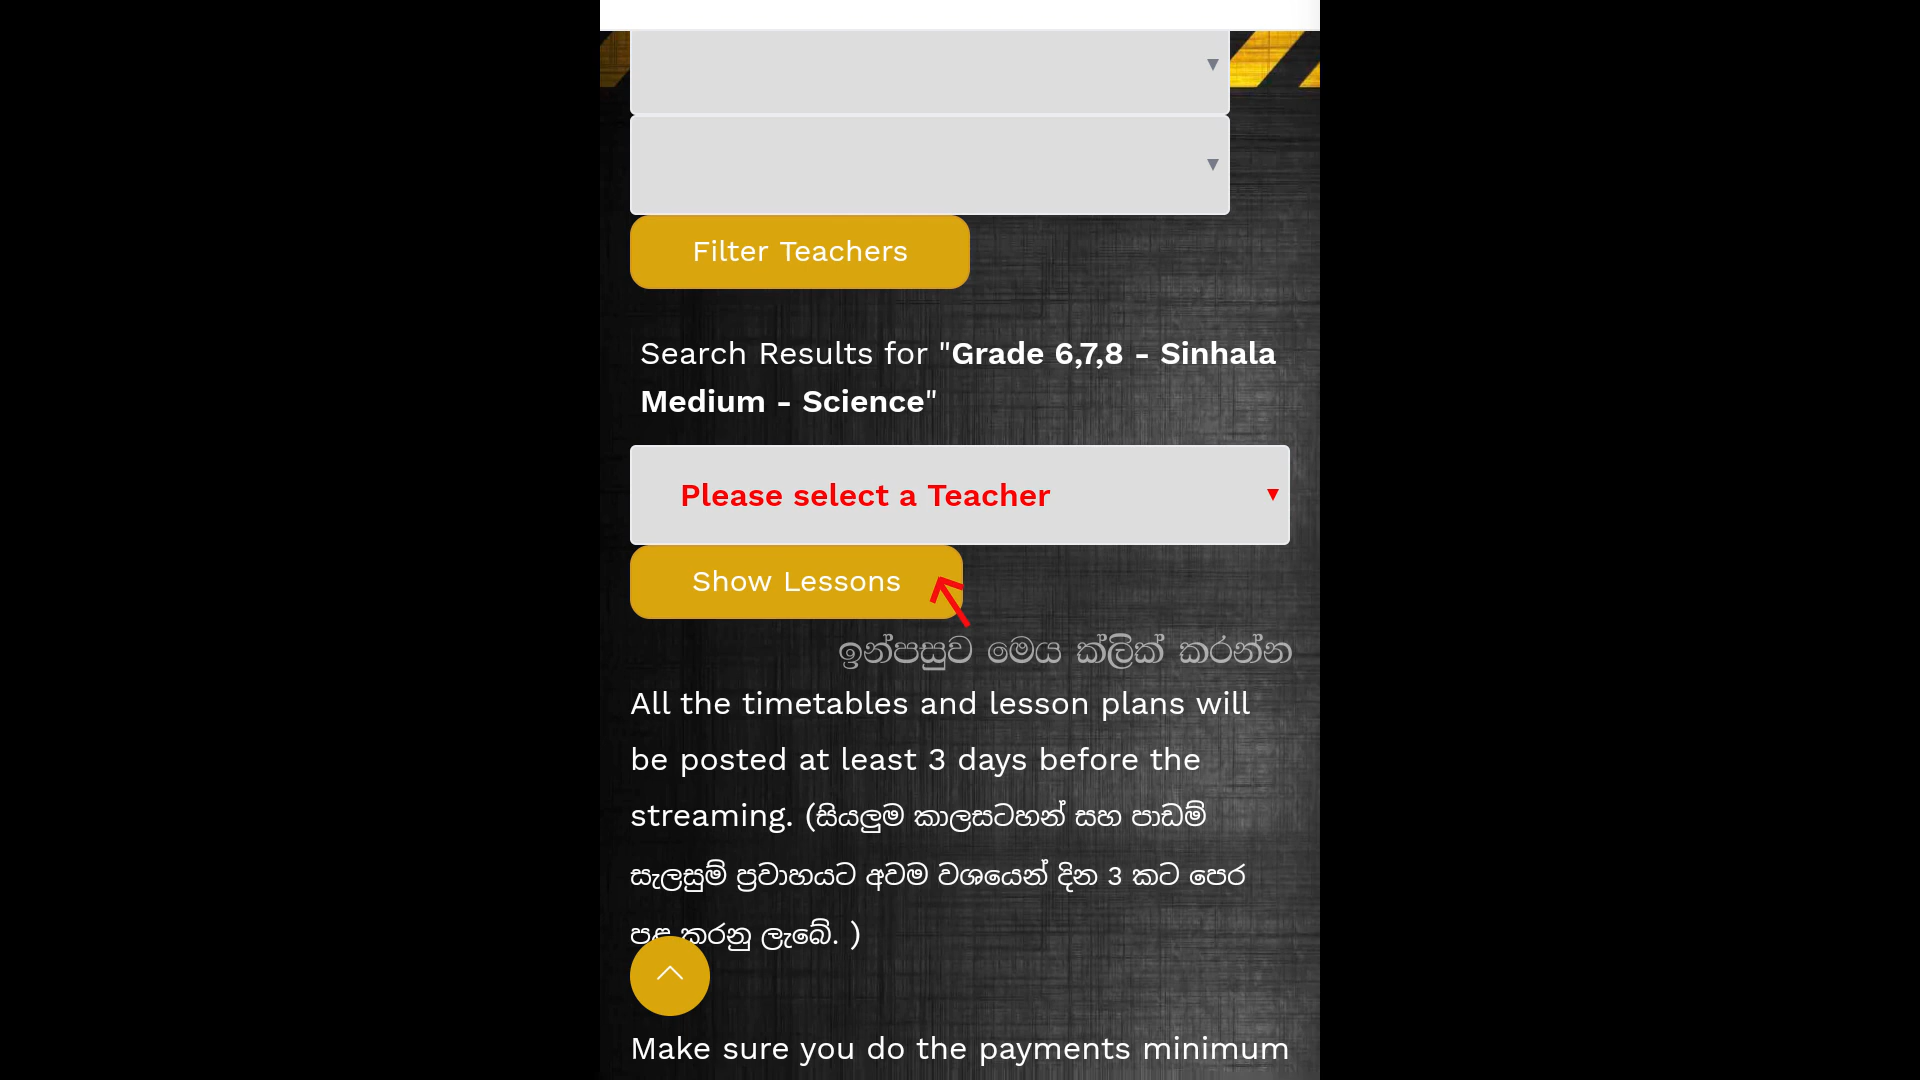 Filter Teachers
Search Results for "Grade 6,7,8 - Sinhala
Medium - Science"
Please select a Teacher
Show Lessons
ඉන්පසුව මෙය ක්ලික් කරන්න
All the timetables and lesson plans will
be posted at least 3 days before the
streaming. (සියලුම කාලසටහන් සහ පාඩම්
සැලසුම් ප්‍රවාහයට අවම වශයෙන් දින 3 කට පෙර
කරනු ලැබේ. )
Make sure you do the payments minimum